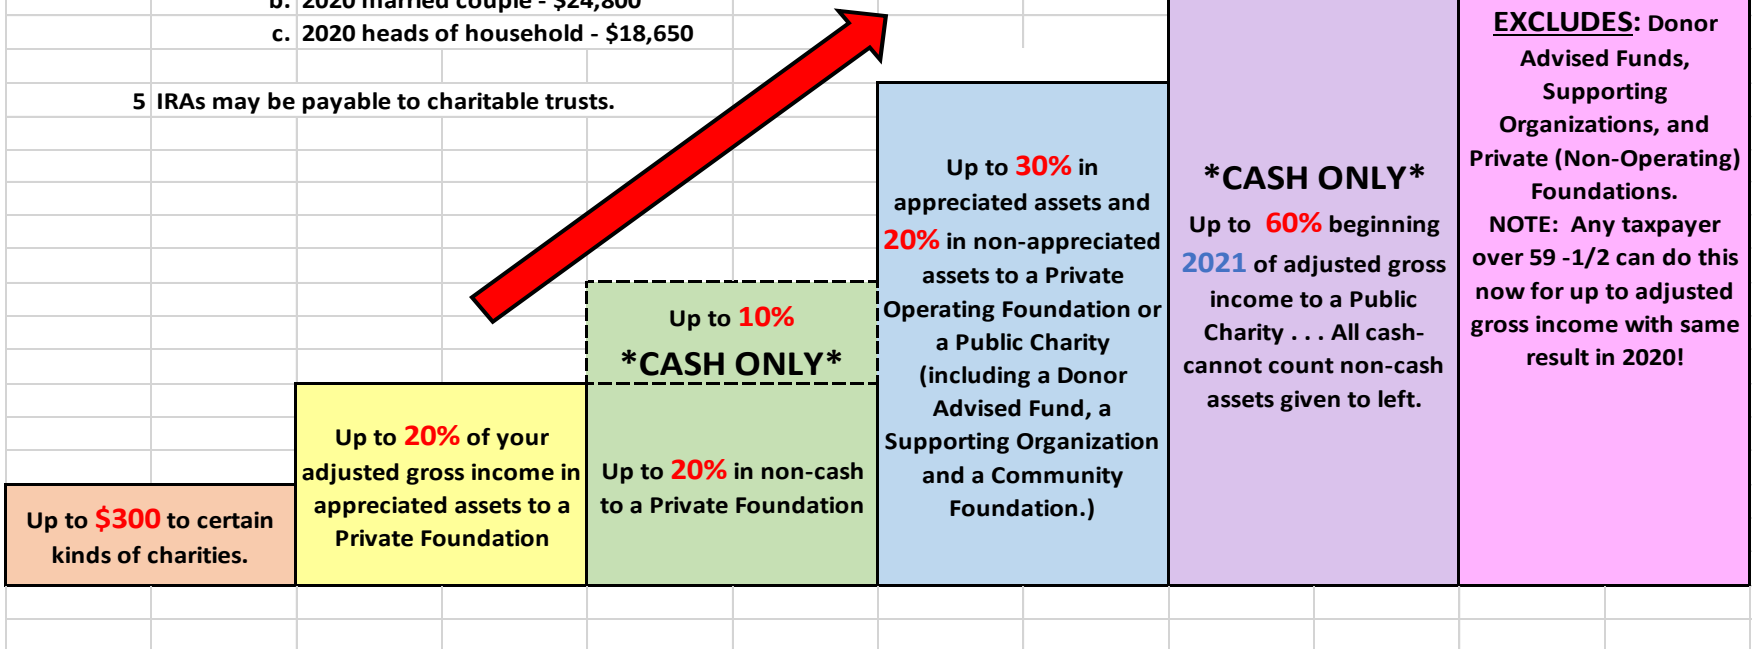 b. 2020 married couple - $24,800
c. 2020 heads of household - $18,650
5 IRAs may be payable to charitable trusts.
Up to $300 to certain
kinds of charities.
Up to 20% of your
adjusted gross income in
appreciated assets to a
Private Foundation
Up to 10%
*CASH ONLY*
Up to 20% in non-cash
to a Private Foundation
Up to 30% in
appreciated assets and
20% in non-appreciated
assets to a Private
Operating Foundation or
a Public Charity
(including a Donor
Advised Fund, a
Supporting Organization
and a Community
Foundation.)
*CASH ONLY*
Up to 60% beginning
2021 of adjusted gross
income to a Public
Charity . . . All cash-
cannot count non-cash
assets given to left.
EXCLUDES: Donor
Advised Funds,
Supporting
Organizations, and
Private (Non-Operating)
Foundations.
NOTE: Any taxpayer
over 59 -1/2 can do this
now for up to adjusted
gross income with same
result in 2020!